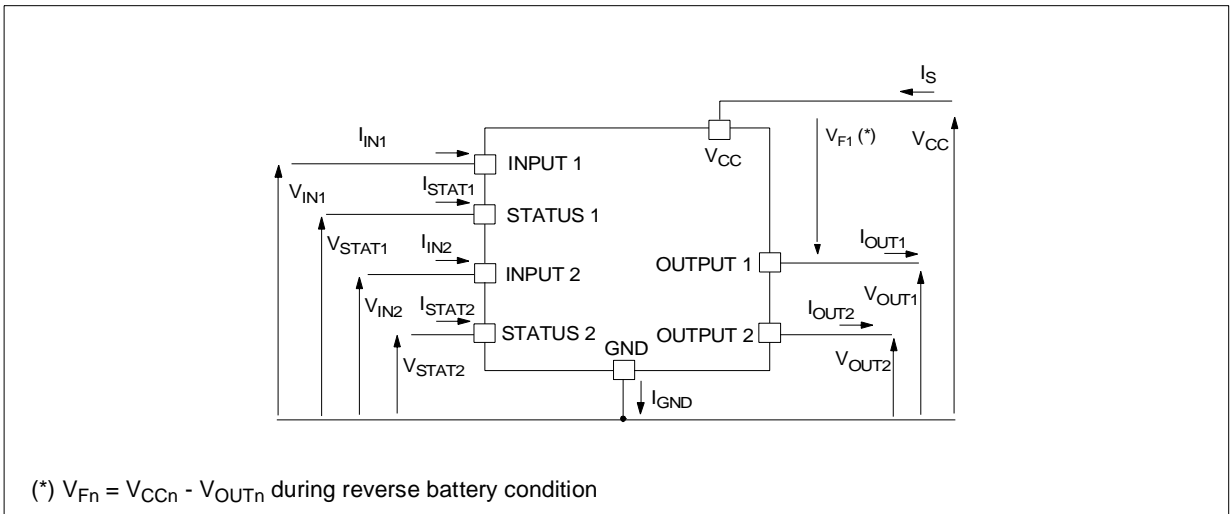 I_S
V_F1 (*)
V_CC
V_CC
I_IN1
INPUT 1
V_IN1
I_STAT1
STATUS 1
V_STAT1
I_IN2
INPUT 2
OUTPUT 1
I_OUT1
V_IN2
I_STAT2
STATUS 2
V_OUT1
I_OUT2
OUTPUT 2
GND
V_STAT2
V_OUT2
I_GND
(*) V_Fn = V_CCn - V_OUTn during reverse battery condition